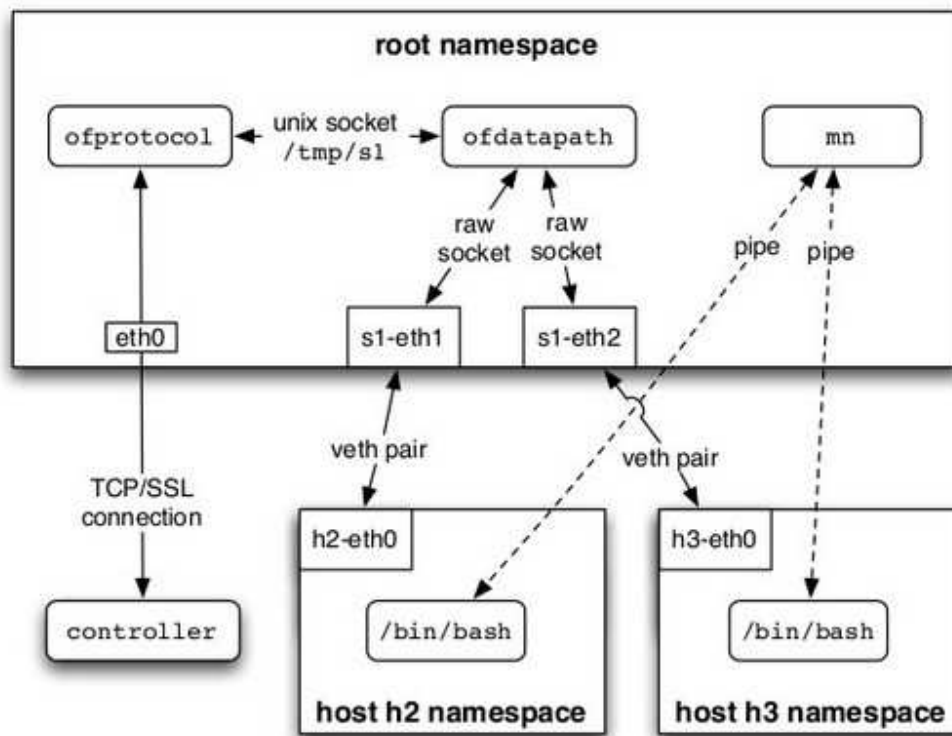 root namespace
ofprotocol
unix socket
/tmp/sl
ofdatapath
mn
raw
socket
raw
socket
pipe
pipe
eth0
s1-eth1
s1-eth2
veth pair
veth pair
TCP/SSL
connection
h2-eth0
h3-eth0
controller
/bin/bash
/bin/bash
host h2 namespace
host h3 namespace